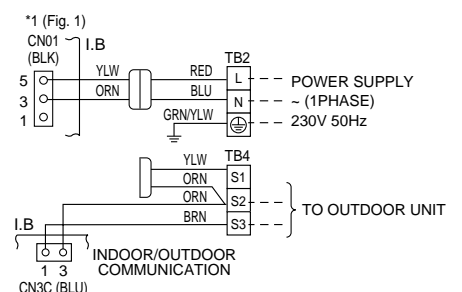 *1 (Fig. 1)
CN01
(BLK)
I.B
5
3
1
YLW
ORN
RED
BLU
GRN/YLW
TB2
L
N
POWER SUPPLY
~ (1PHASE)
230V 50Hz
YLW
ORN
ORN
BRN
TB4
S1
S2
S3
TO OUTDOOR UNIT
I.B
1 3
CN3C (BLU)
INDOOR/OUTDOOR
COMMUNICATION